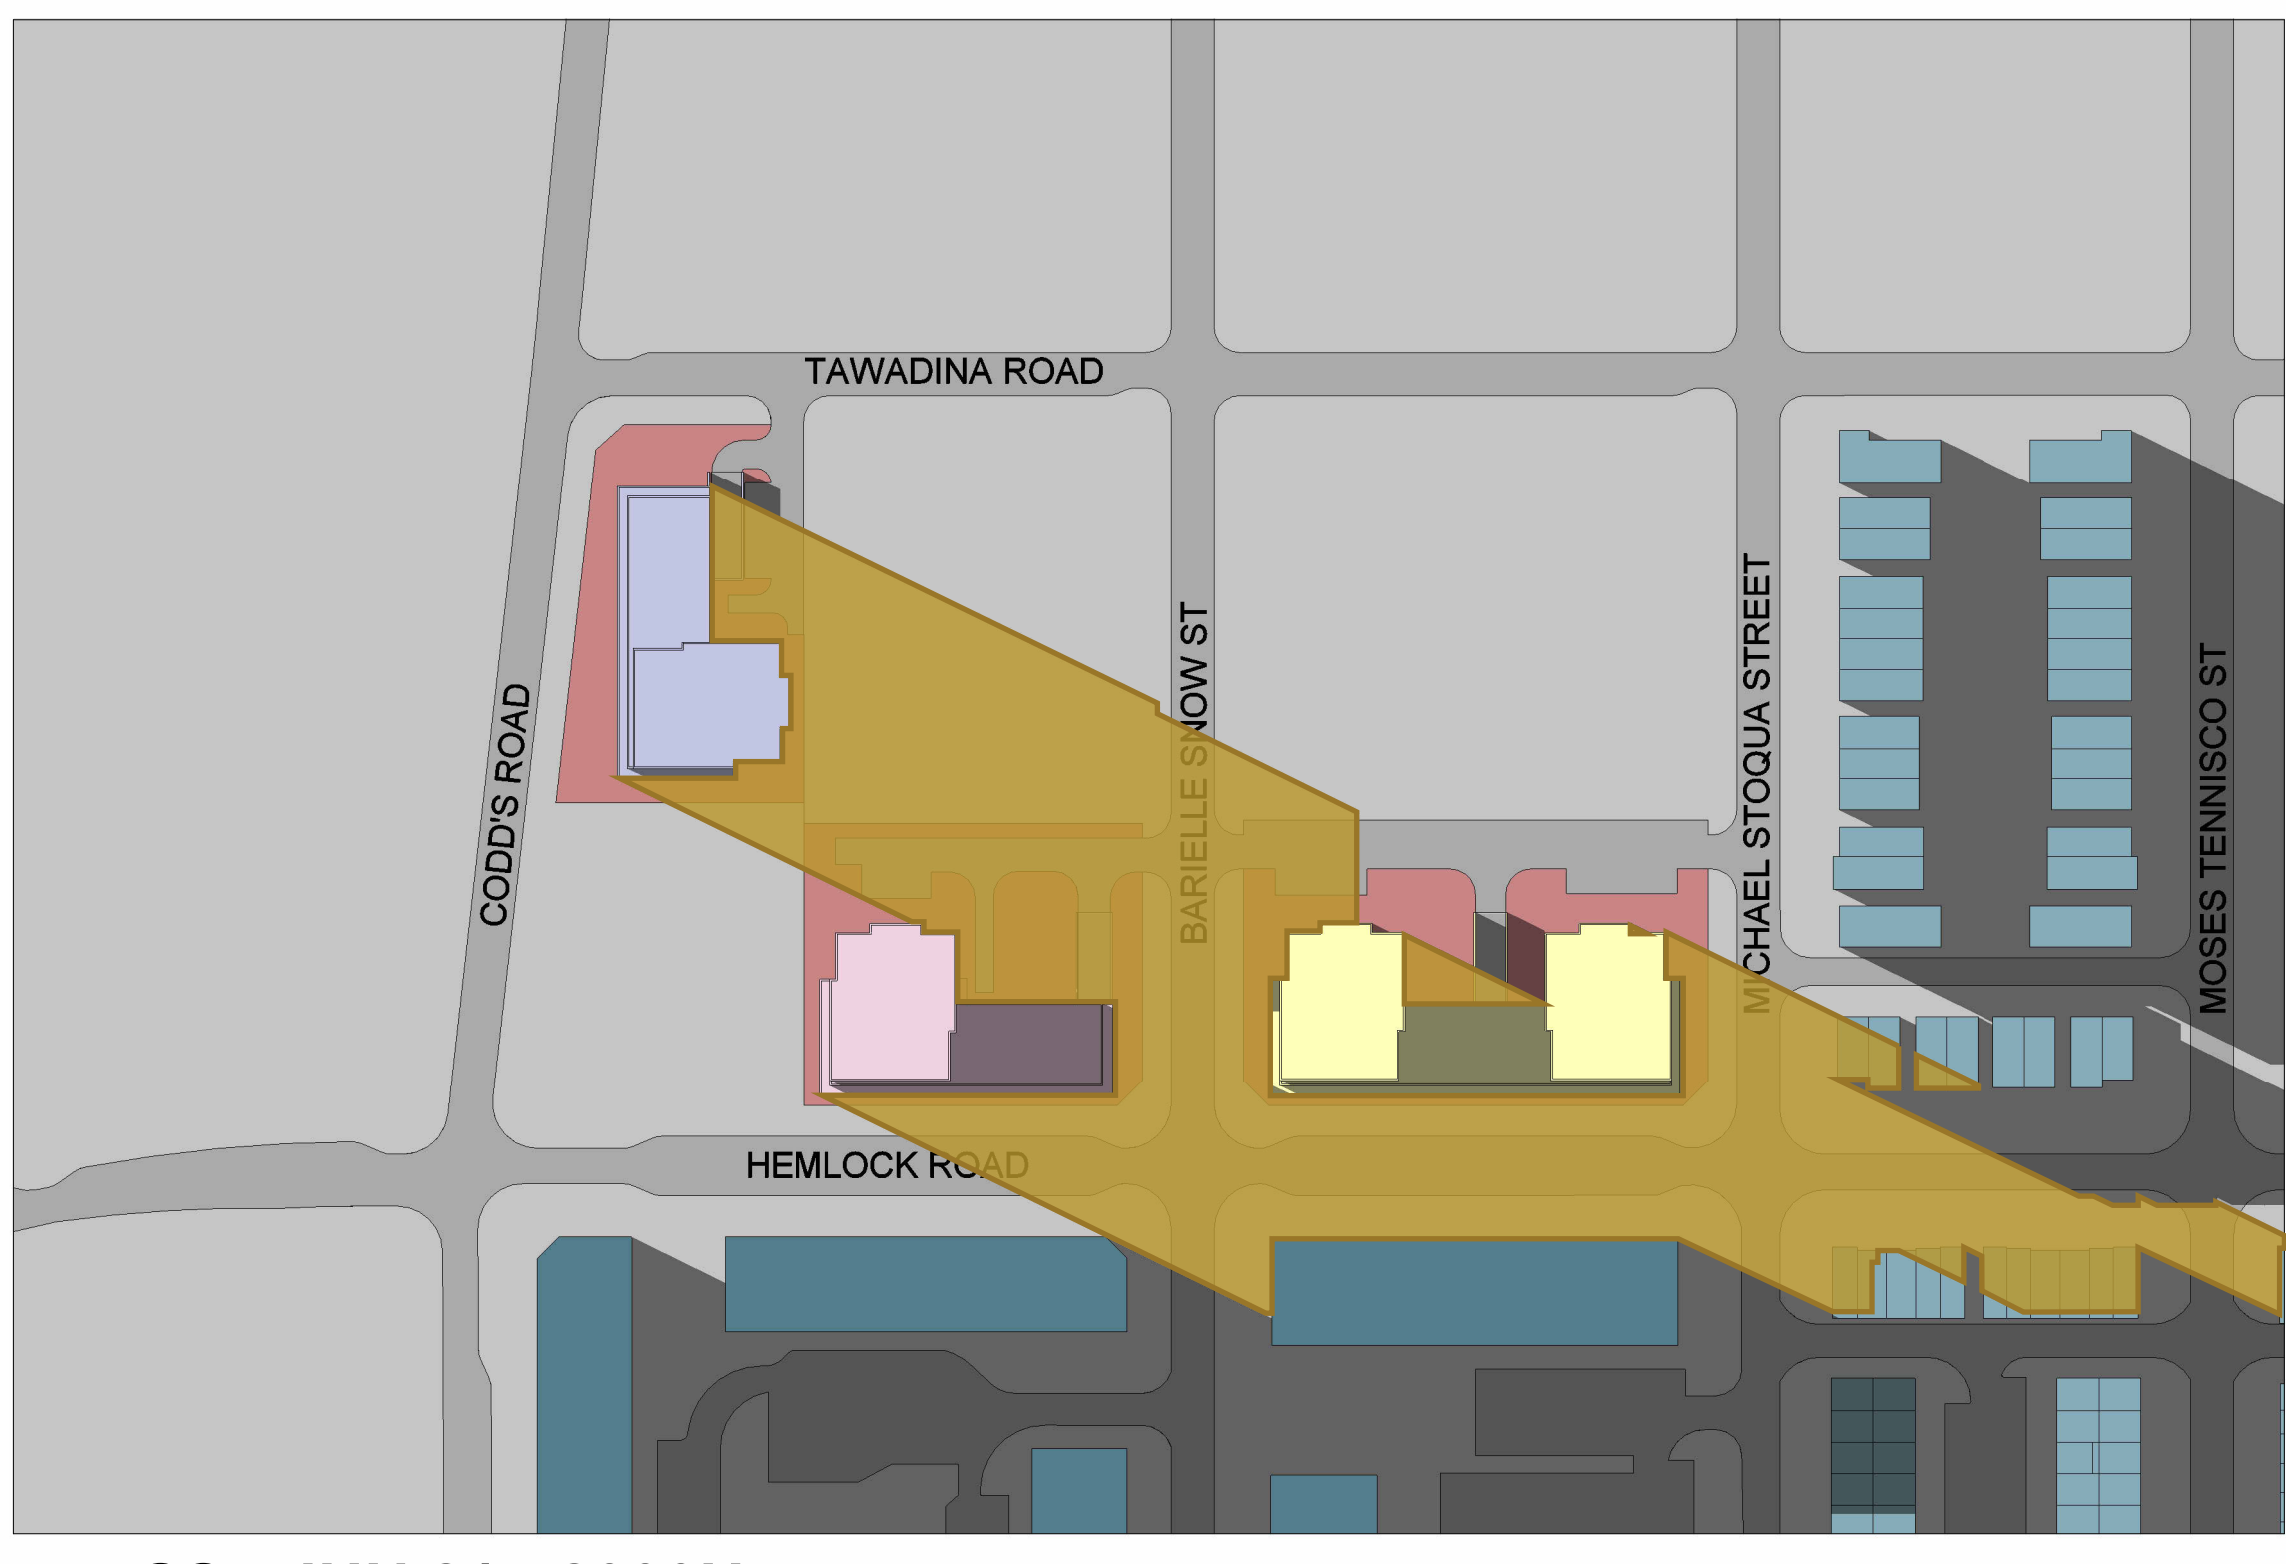 TAWADINA ROAD
CODD'S ROAD
BARIELLE SNOW ST
MICHAEL STOQUA STREET
MOSES TENNISCO ST
HEMLOCK ROAD